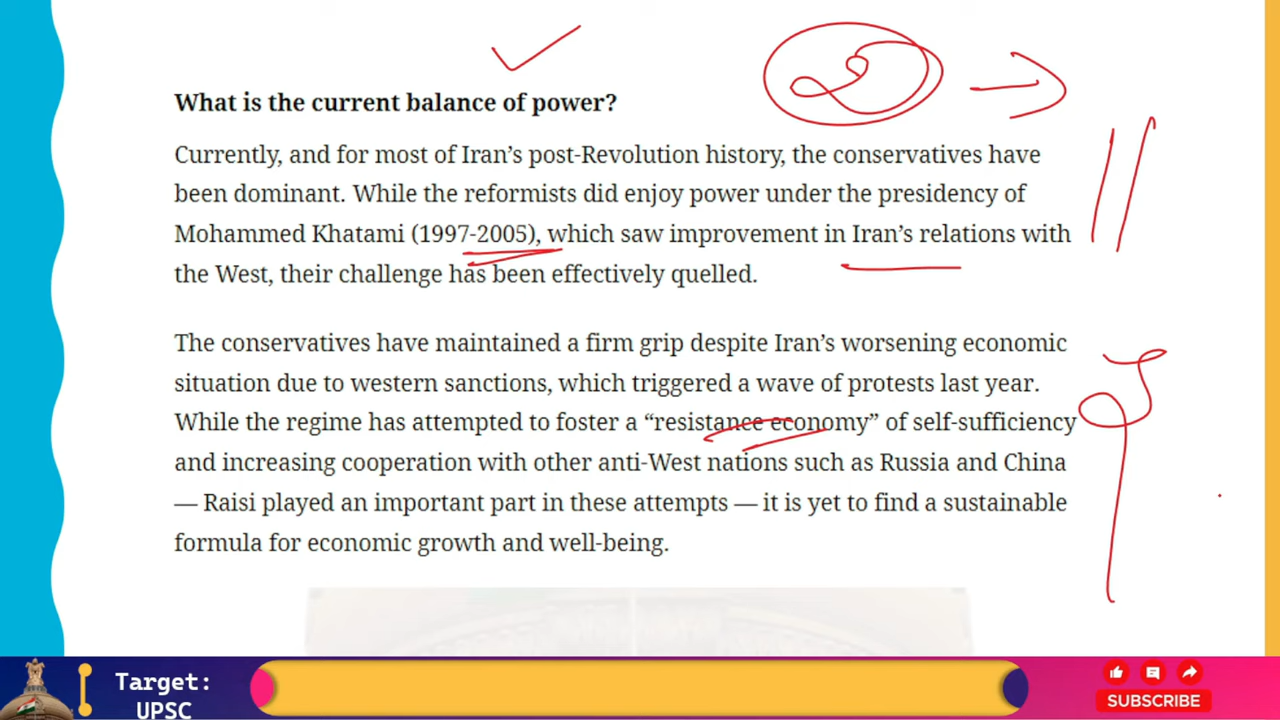 What is the current balance of power?
Currently, and for most of Iran’s post-Revolution history, the conservatives have
been dominant. While the reformists did enjoy power under the presidency of
Mohammed Khatami (1997-2005), which saw improvement in Iran’s relations with
the West, their challenge has been effectively quelled.
The conservatives have maintained a firm grip despite Iran’s worsening economic
situation due to western sanctions, which triggered a wave of protests last year.
While the regime has attempted to foster a “resistance economy” of self-sufficiency
and increasing cooperation with other anti-West nations such as Russia and China
— Raisi played an important part in these attempts — it is yet to find a sustainable
formula for economic growth and well-being.
Target:
UPSC
SUBSCRIBE